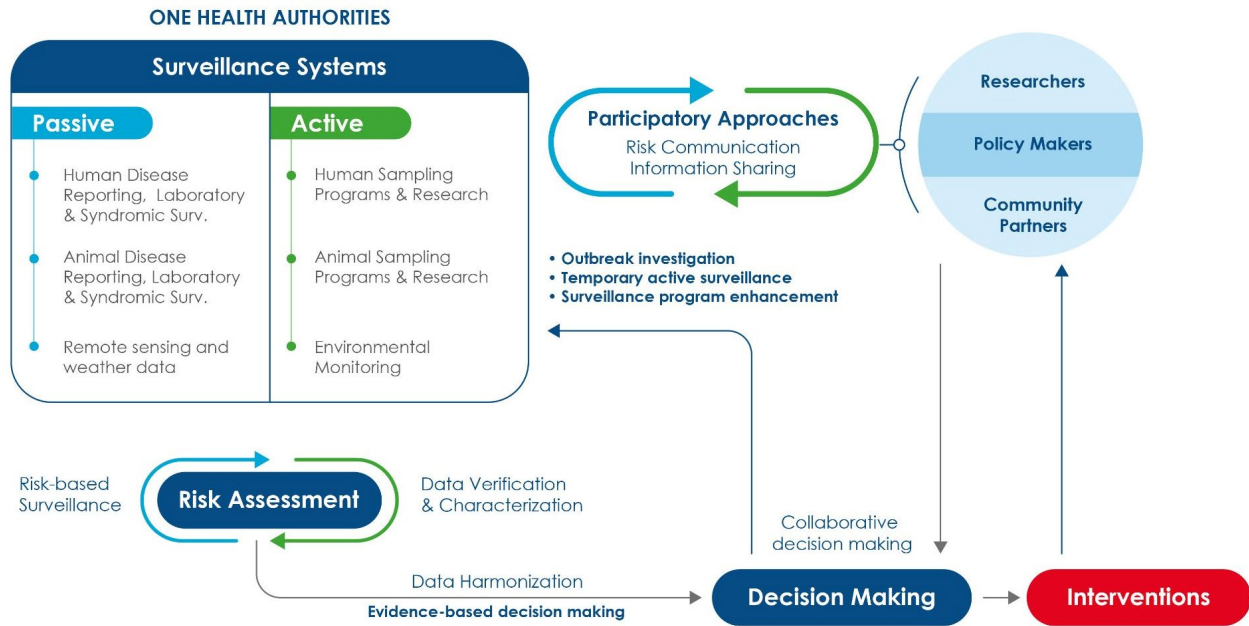 ONE HEALTH AUTHORITIES
Surveillance Systems
Passive
Human Disease
Reporting, Laboratory
& Syndromic Surv.
Animal Disease
Reporting, Laboratory
& Syndromic Surv.
Remote sensing and
weather data
Active
Human Sampling
Programs & Research
Animal Sampling
Programs & Research
Environmental
Monitoring
Participatory Approaches
Risk Communication
Information Sharing
Researchers
Policy Makers
Community
Partners
• Outbreak investigation
• Temporary active surveillance
• Surveillance program enhancement
Risk-based
Surveillance
Risk Assessment
Data Verification
& Characterization
Data Harmonization
Evidence-based decision making
Collaborative
decision making
Decision Making
Interventions